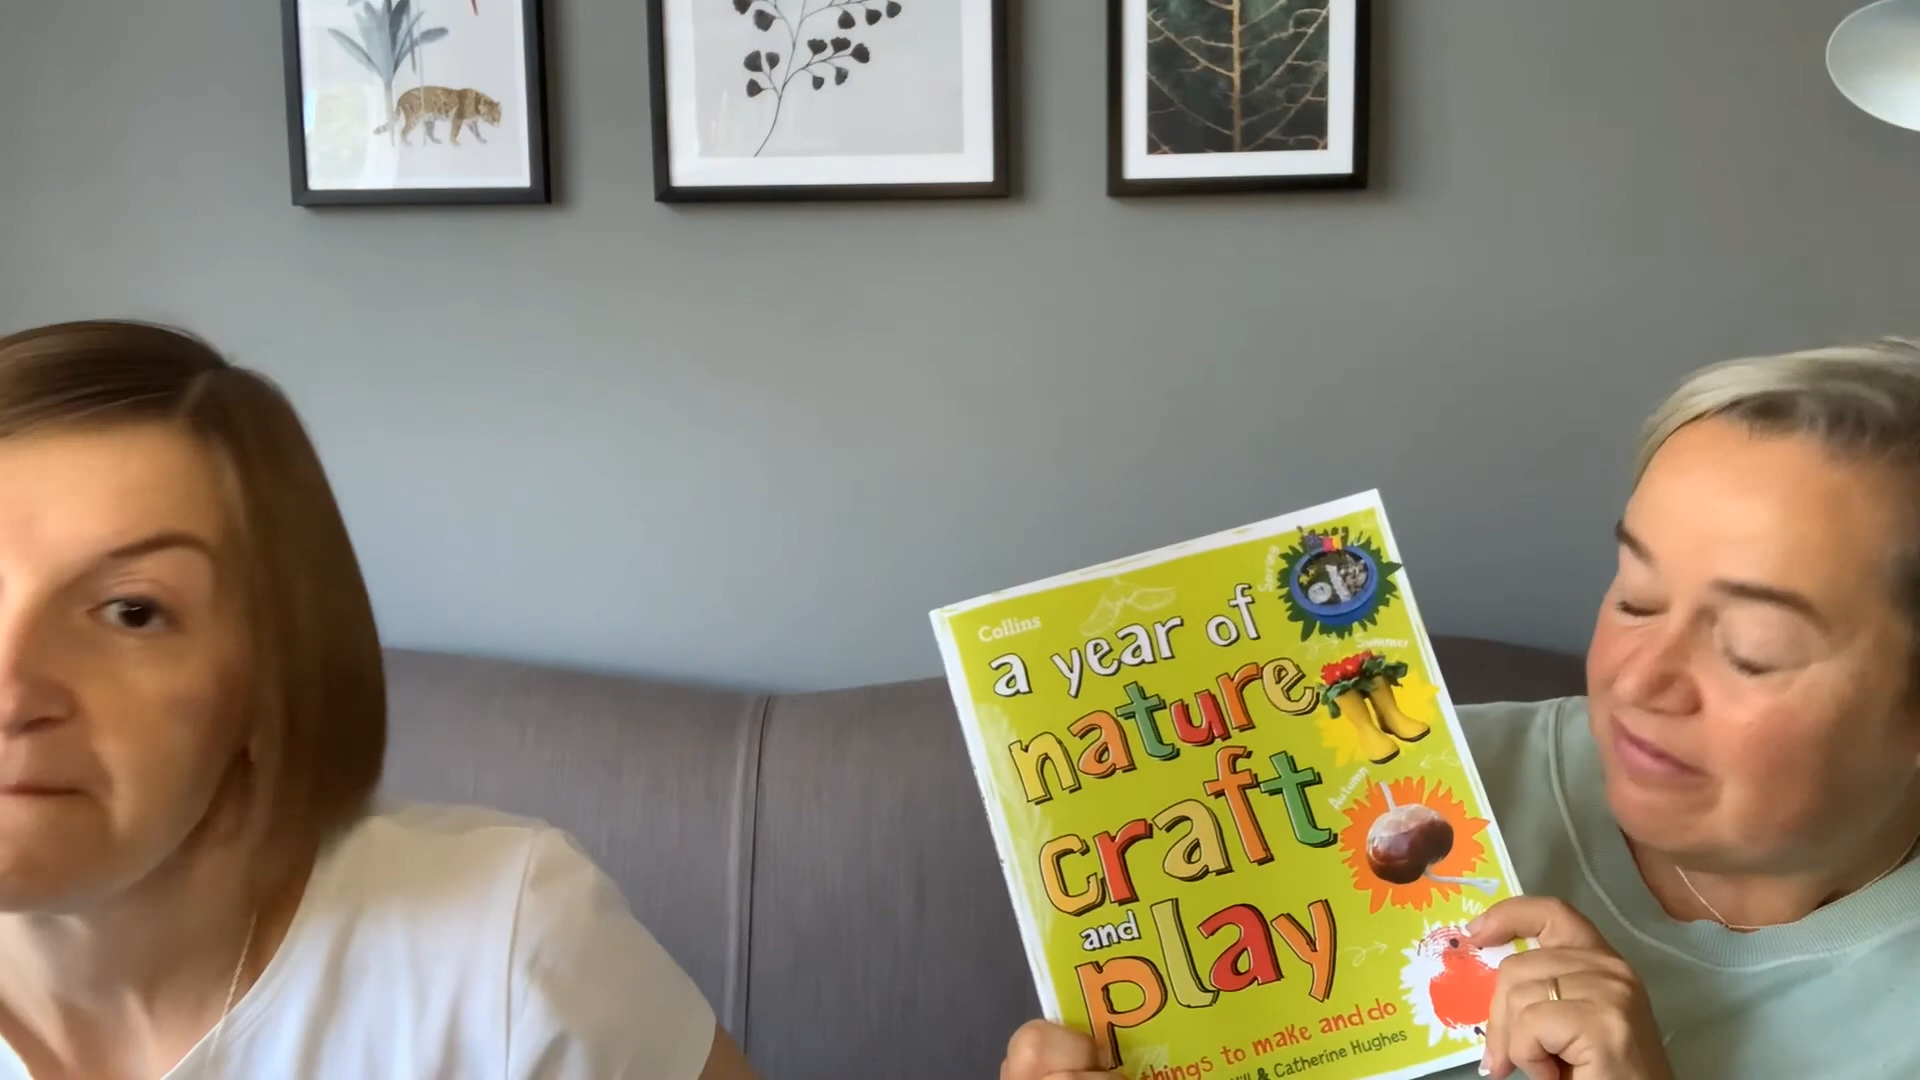 Collins
a year of
nature
craft
and
play
things to make and do
& Catherine Hughes
Spring
Summer
Autumn